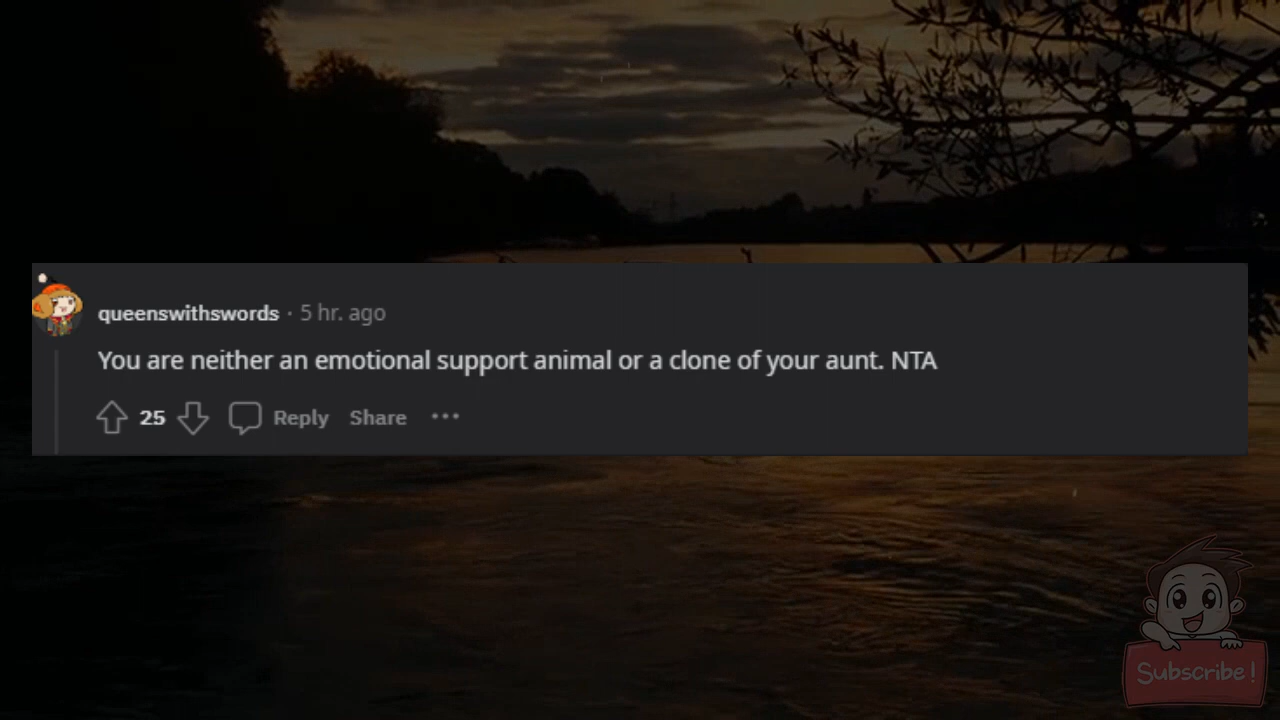 queenswithswords · 5 hr. ago
You are neither an emotional support animal or a clone of your aunt. NTA
25 Reply Share ···
Subscribe!